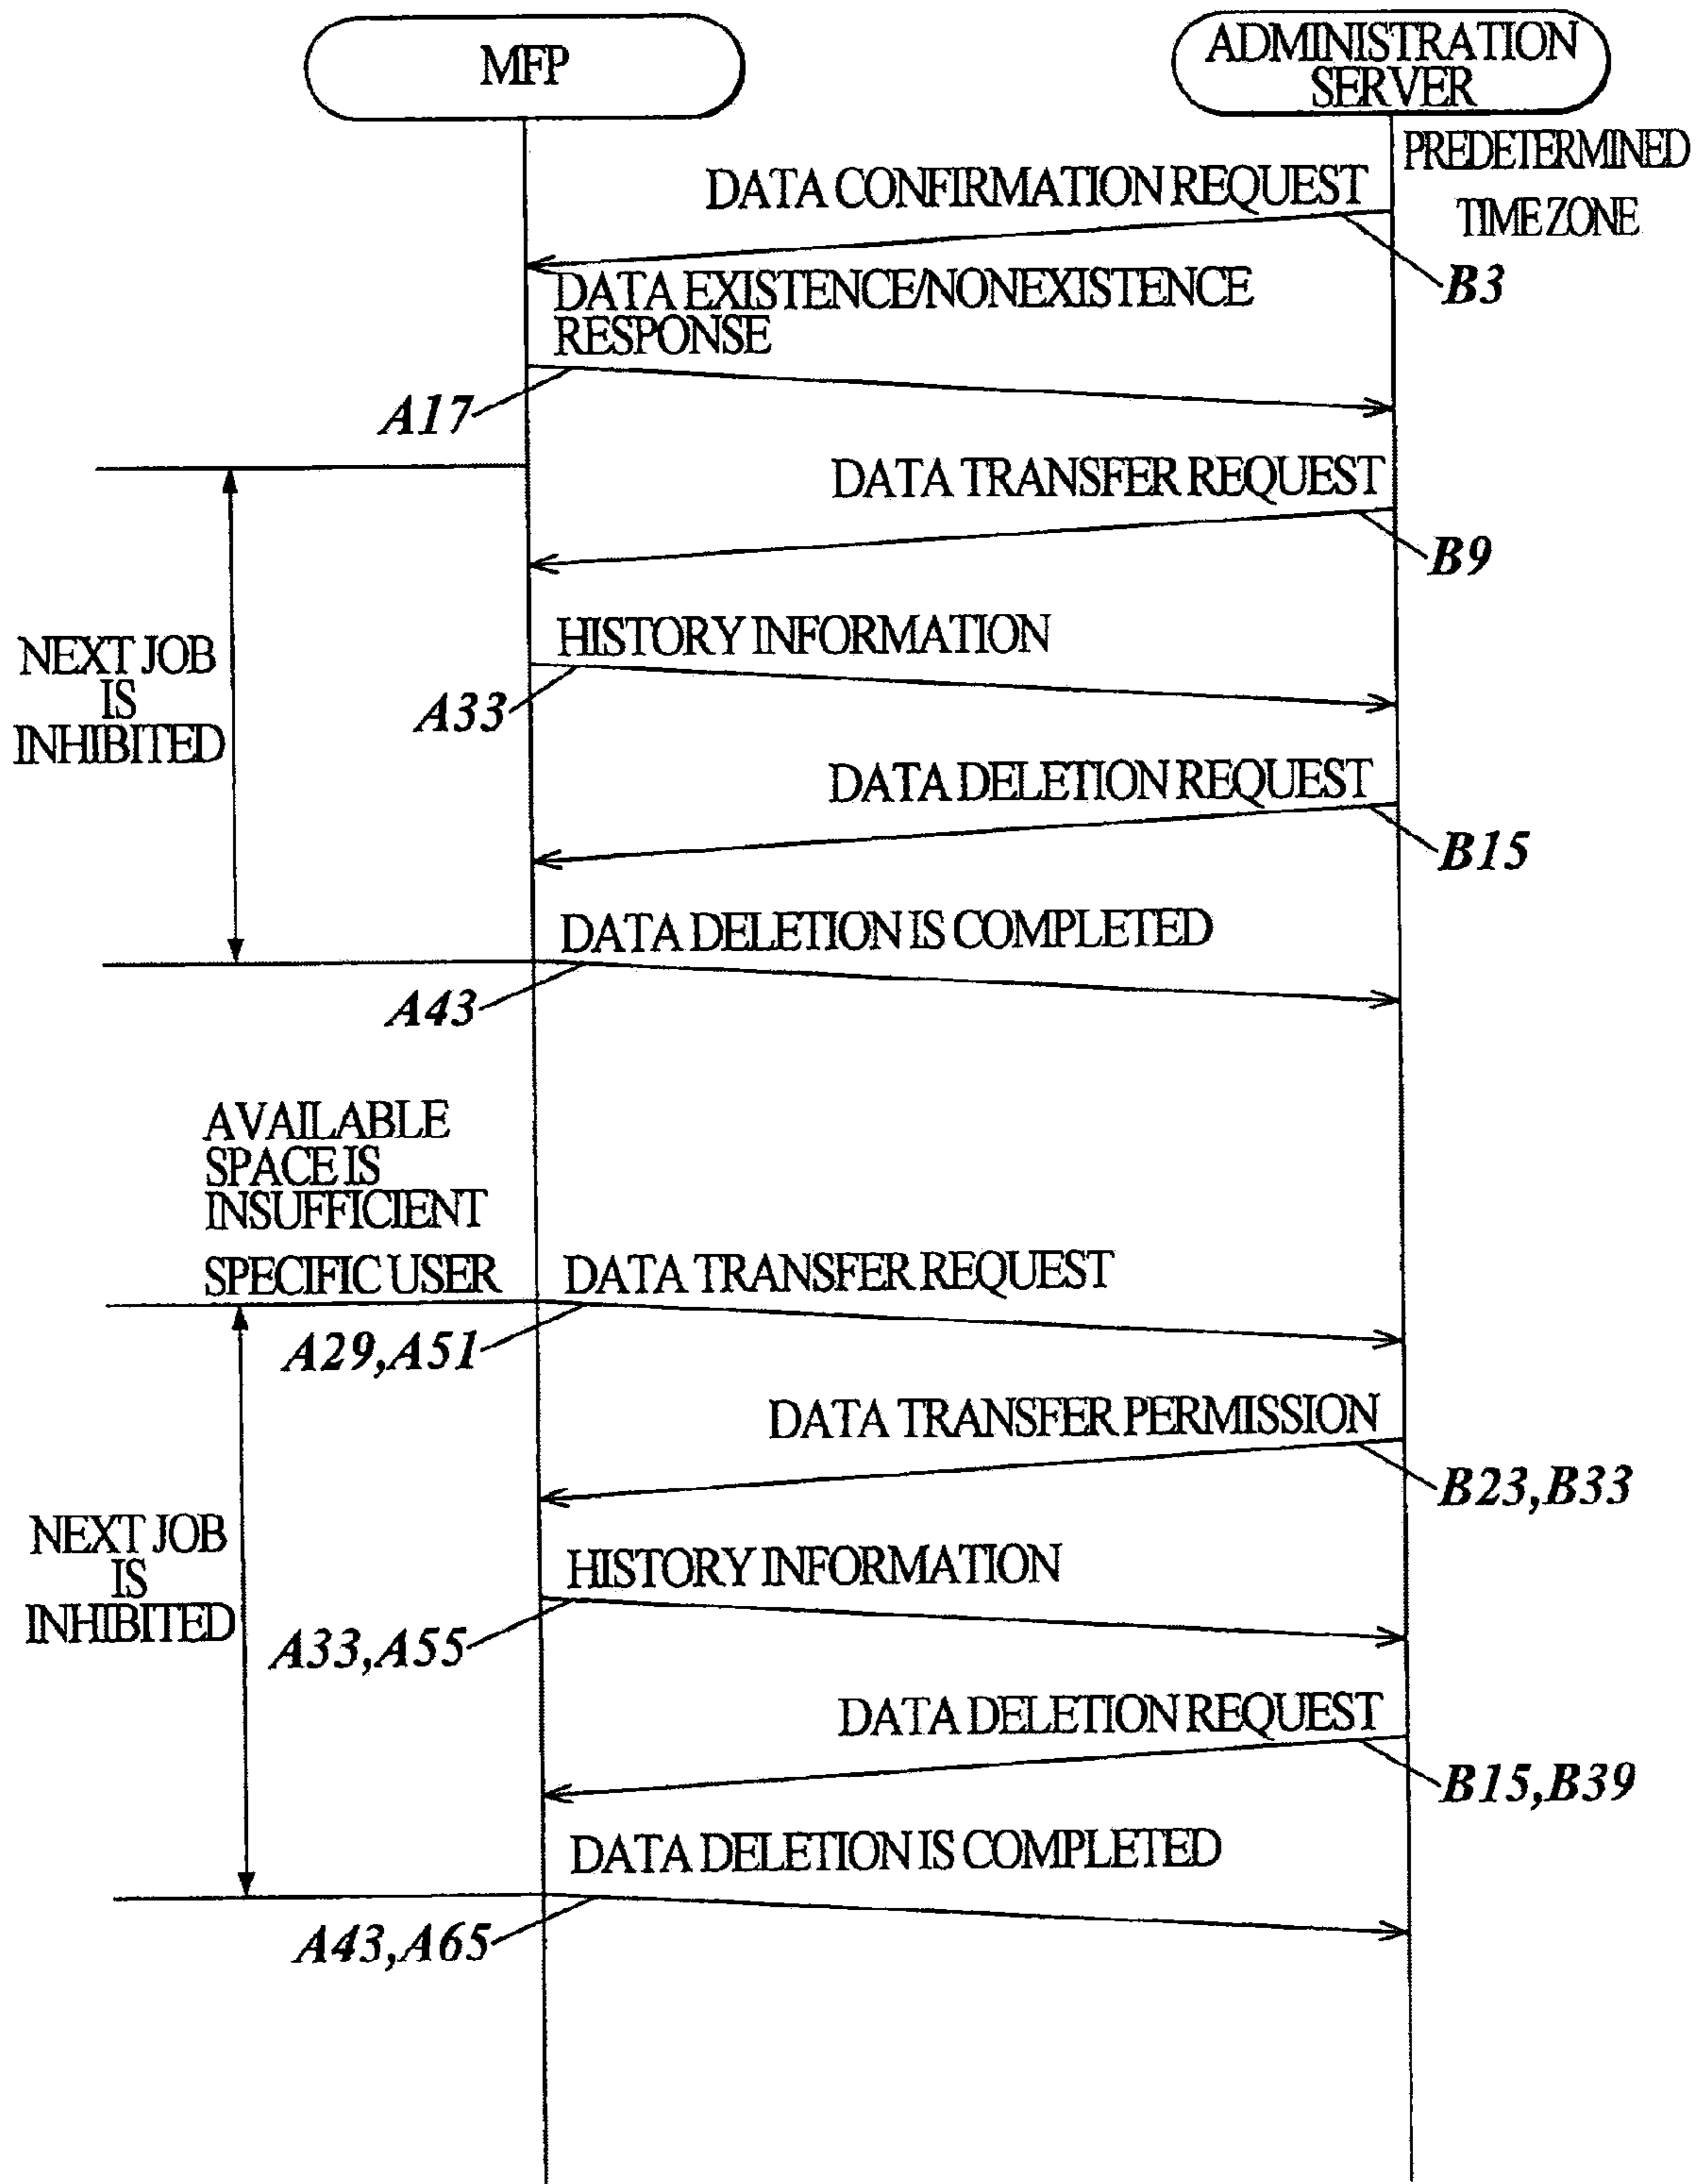 MFP
ADMINISTRATION
SERVER
PREDETERMINED
TIME ZONE
DATA CONFIRMATION REQUEST
B3
DATA EXISTENCE/NONEXISTENCE
RESPONSE
A17
DATA TRANSFER REQUEST
B9
NEXT JOB
IS
INHIBITED
HISTORY INFORMATION
A33
DATA DELETION REQUEST
B15
DATA DELETION IS COMPLETED
A43
AVAILABLE
SPACE IS
INSUFFICIENT
SPECIFIC USER
DATA TRANSFER REQUEST
A29,A51
DATA TRANSFER PERMISSION
B23,B33
NEXT JOB
IS
INHIBITED
HISTORY INFORMATION
A33,A55
DATA DELETION REQUEST
B15,B39
DATA DELETION IS COMPLETED
A43,A65